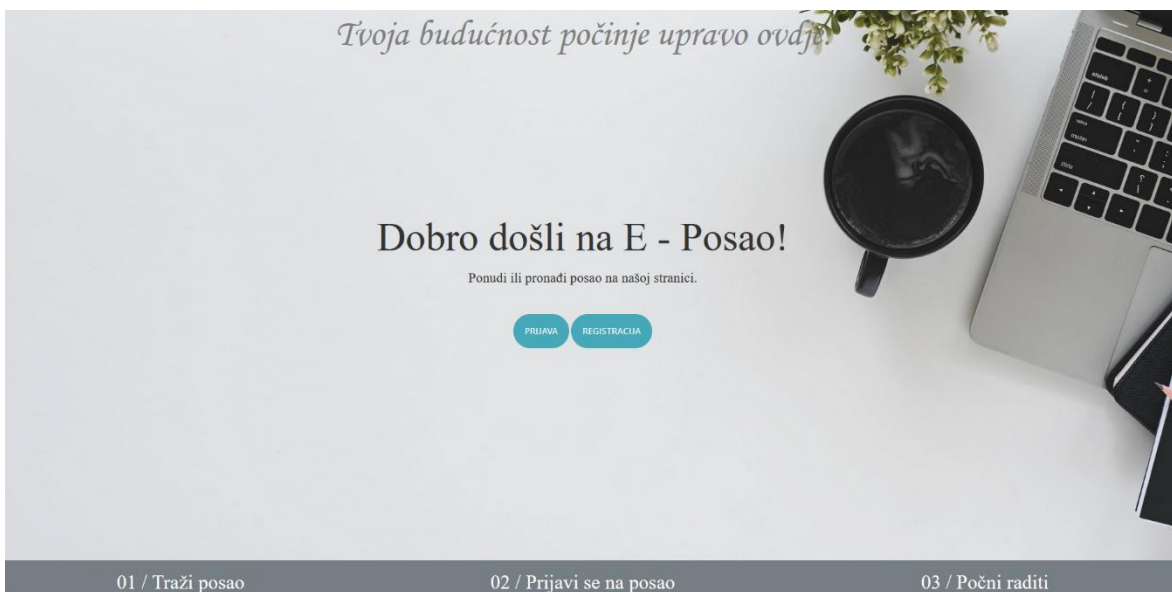 Tvoja budućnost počinje upravo ovdje.
Dobro došli na E - Posao!
Ponudi ili pronađi posao na našoj stranici.
PRIJAVA REGISTRACIJA
01 / Traži posao 02 / Prijavi se na posao 03 / Počni raditi